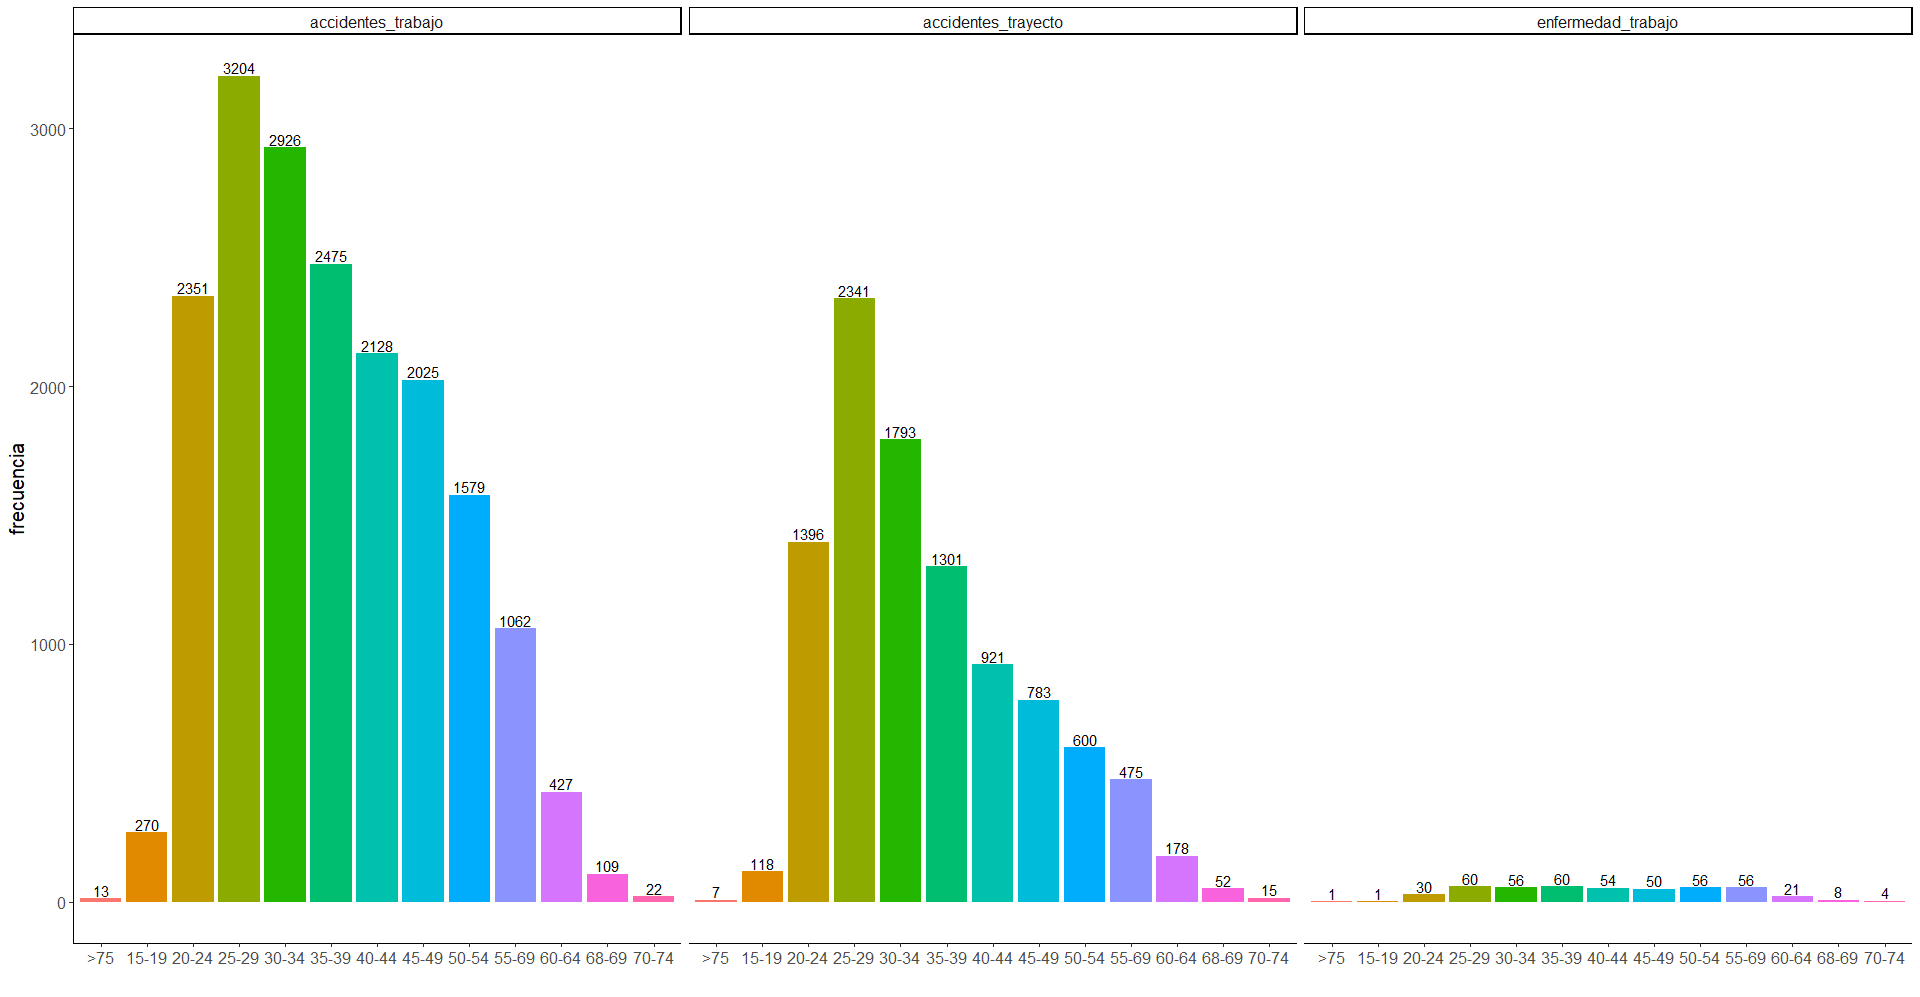 accidentes_trabajo accidentes_trayecto enfermedad_trabajo
frecuencia
3000
2000
1000
0
13 270 2351 3204 2926 2475 2128 2025 1579 1062 427 109 22
7 118 1396 2341 1793 1301 921 783 600 475 178 52 15
1 1 30 60 56 60 54 50 56 56 21 8 4
>75 15-19 20-24 25-29 30-34 35-39 40-44 45-49 50-54 55-69 60-64 68-69 70-74
>75 15-19 20-24 25-29 30-34 35-39 40-44 45-49 50-54 55-69 60-64 68-69 70-74
>75 15-19 20-24 25-29 30-34 35-39 40-44 45-49 50-54 55-69 60-64 68-69 70-74